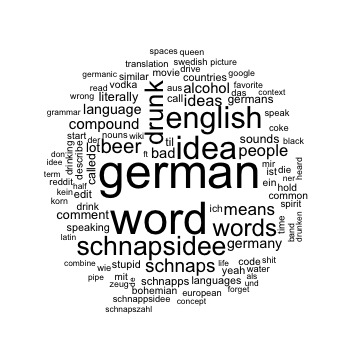 spaces queen
translation swedish picture
germanic similar movie drive google
read vodka countries favorite
wrong literally aus alcohol das context
grammar language drunk call ideas germans speak
start nouns wiki english coke
compound til sounds black
don drinking describe der lot beer idea people
idee called ft bad mir ist die ner heard
term german ein hold
reddit edit common
kein half word ich means spirit
korn drink words time band drunken
comment
speaking schnapsidee germany
latin
combine wie stupid schnaps life code shit
pipe mit schnapps languages yeah water als
zeug de bohemian european und
schnappsidee concept forget
schnapszahl